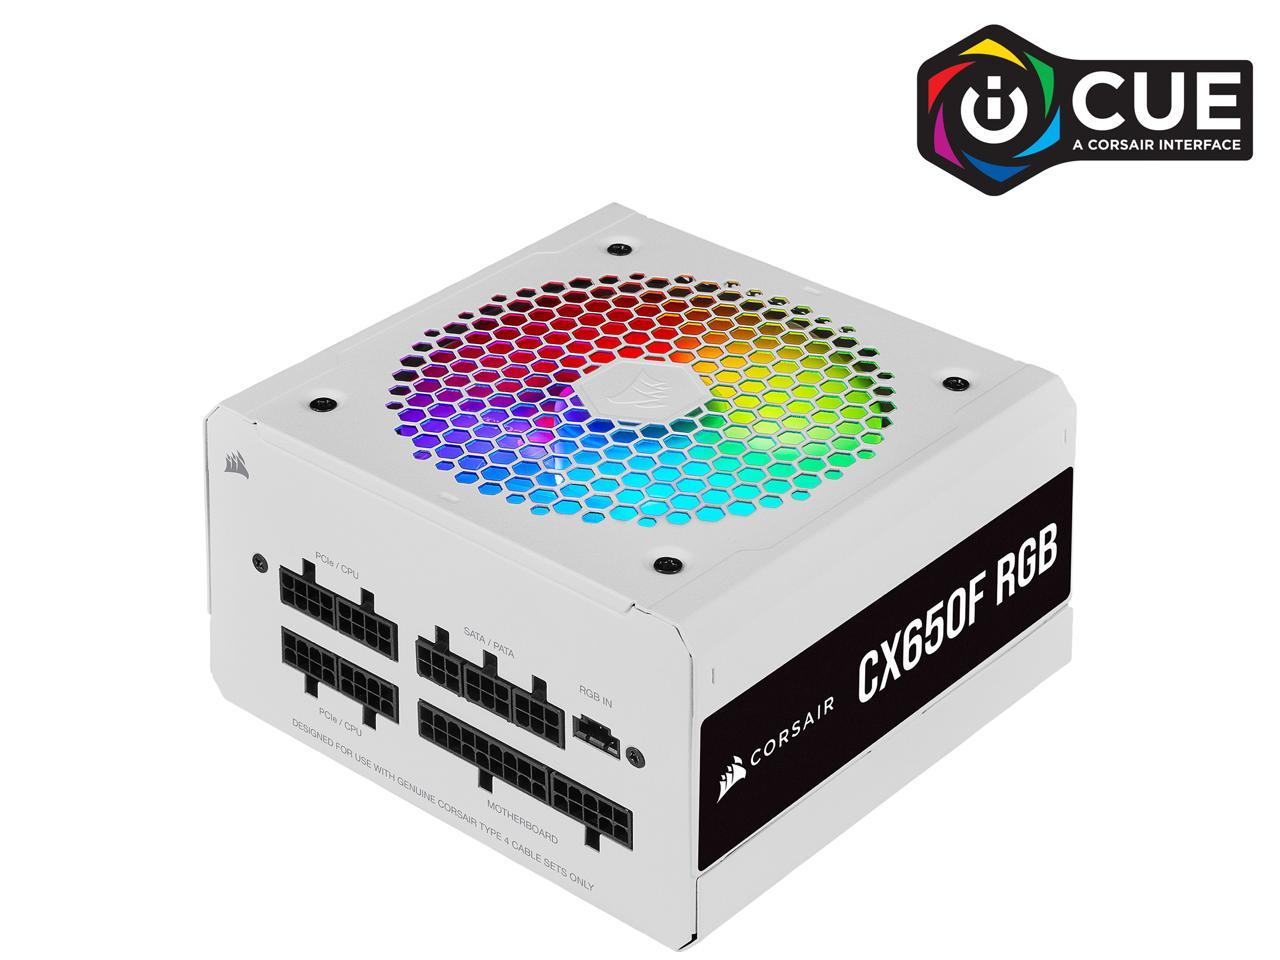 iCUE
A CORSAIR INTERFACE
PCIe / CPU
SATA / PATA
RGB IN
PCIe / CPU
MOTHERBOARD
DESIGNED FOR USE WITH GENUINE CORSAIR TYPE 4 CABLE SETS ONLY
CORSAIR
CX650F RGB